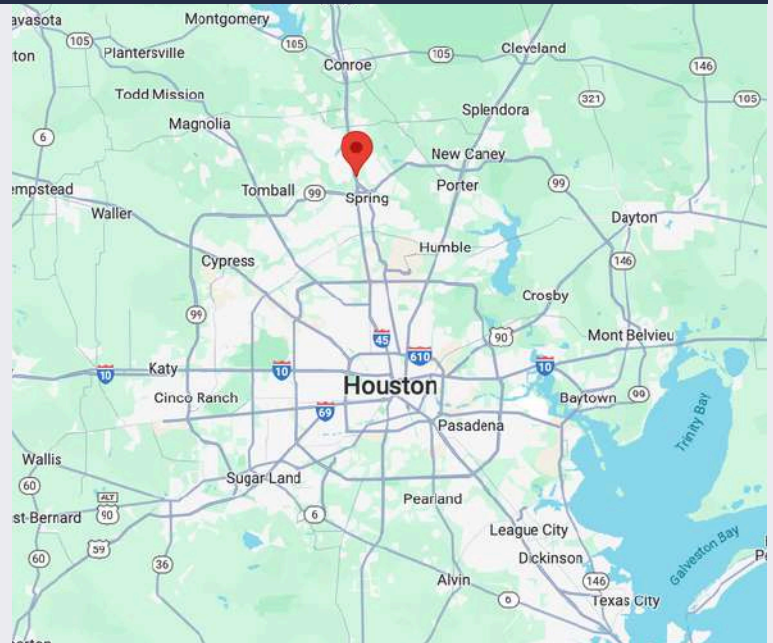 avasota
Montgomery
105
Plantersville
105
105
Cleveland
ton
Conroe
146
Todd Mission
321
105
Splendora
Magnolia
6
New Caney
empstead
Tomball
99
Spring
Porter
99
Waller
Dayton
Humble
Cypress
146
Crosby
99
45
90
Mont Belvieu
610
10
Katy
10
10
Houston
Cinco Ranch
69
Baytown
99
Pasadena
Trinity Bay
Wallis
60
Sugar Land
ALT
90
Pearland
st Bernard
6
League City
59
Galveston Bay
60
36
Dickinson
Alvin
146
6
Texas City